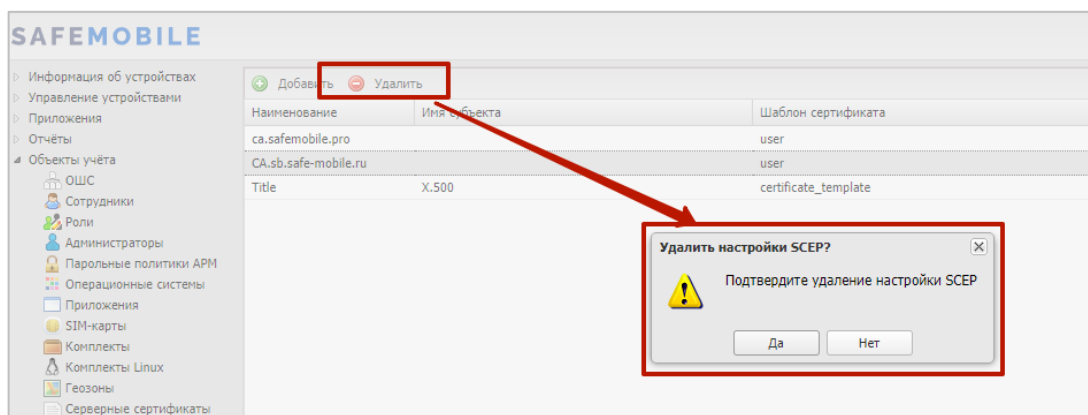 SAFEMOBILE
Информация об устройствах
Управление устройствами
Приложения
Отчёты
Объекты учёта
ОШС
Сотрудники
Роли
Администраторы
Парольные политики АРМ
Операционные системы
Приложения
SIM-карты
Комплекты
Комплекты Linux
Геозоны
Серверные сертификаты
Добавить Удалить
Наименование Имя субъекта Шаблон сертификата
ca.safemobile.pro user
CA.sb.safe-mobile.ru user
Title X.500 certificate_template
Удалить настройки SCEP?
Подтвердите удаление настройки SCEP
Да Нет